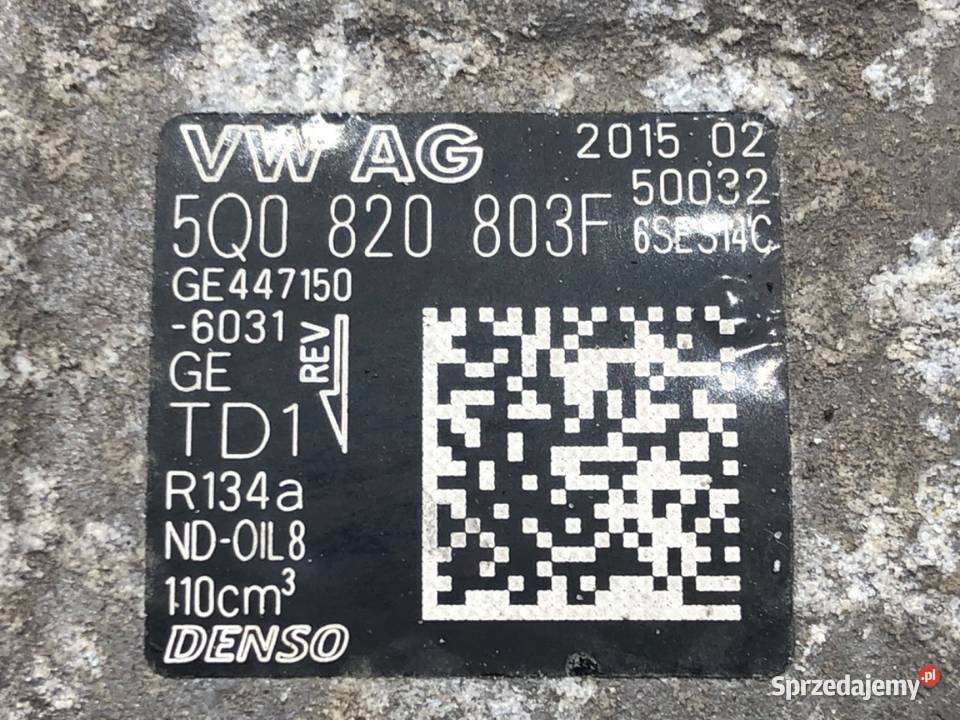 VW AG 2015 02
50032
5Q0 820 803F 6SES14C
GE447150
-6031
REV
GE
TD1
R134a
ND-OIL8
110cm³
DENSO
Sprzedajemy.pl